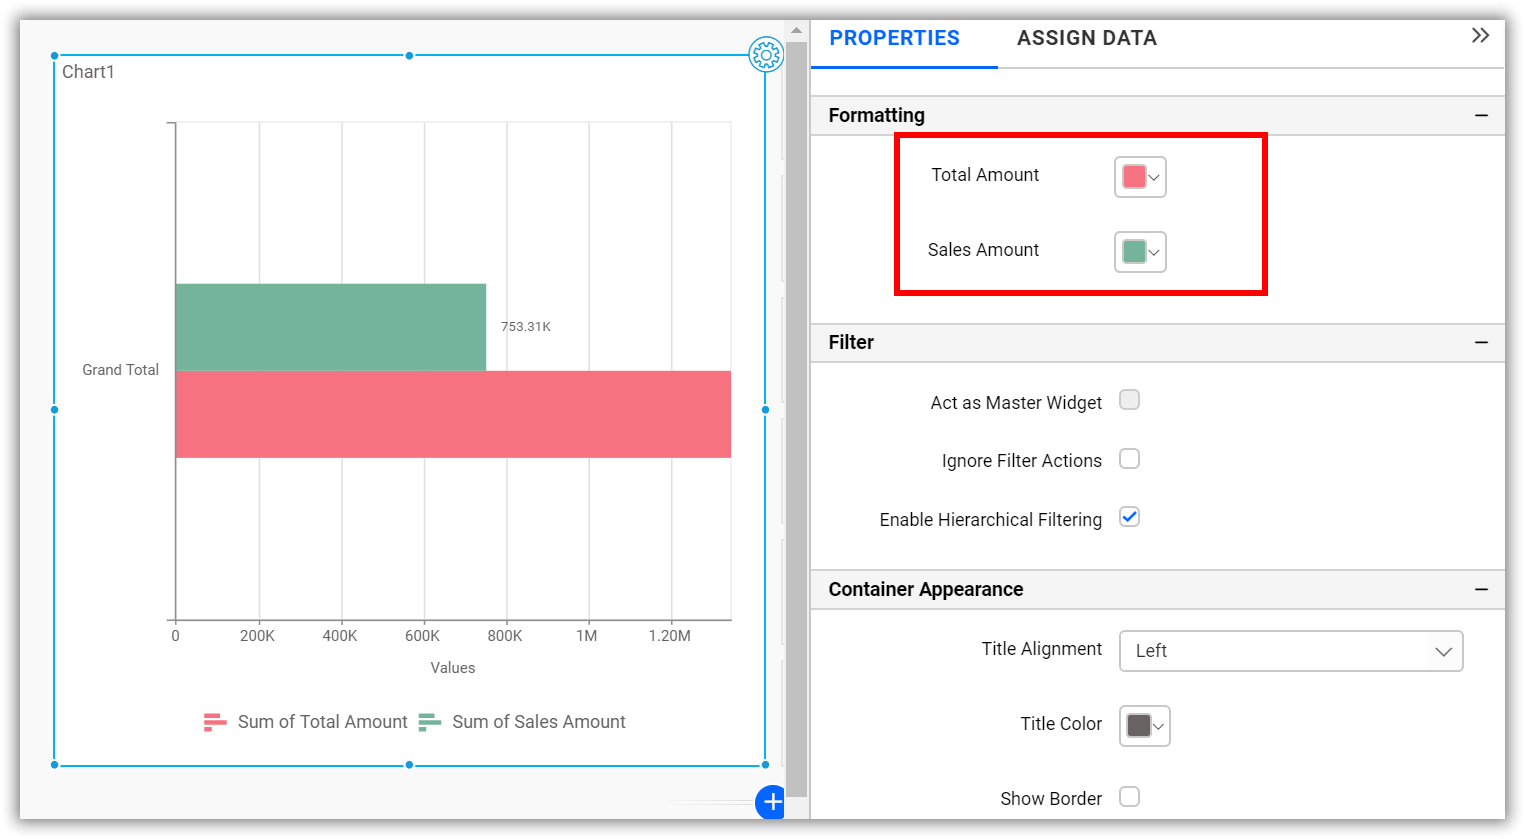 Chart1
753.31K
Grand Total
0 200K 400K 600K 800K 1M 1.20M
Values
Sum of Total Amount Sum of Sales Amount
PROPERTIES ASSIGN DATA
Formatting
Total Amount
Sales Amount
Filter
Act as Master Widget
Ignore Filter Actions
Enable Hierarchical Filtering
Container Appearance
Title Alignment Left
Title Color
Show Border